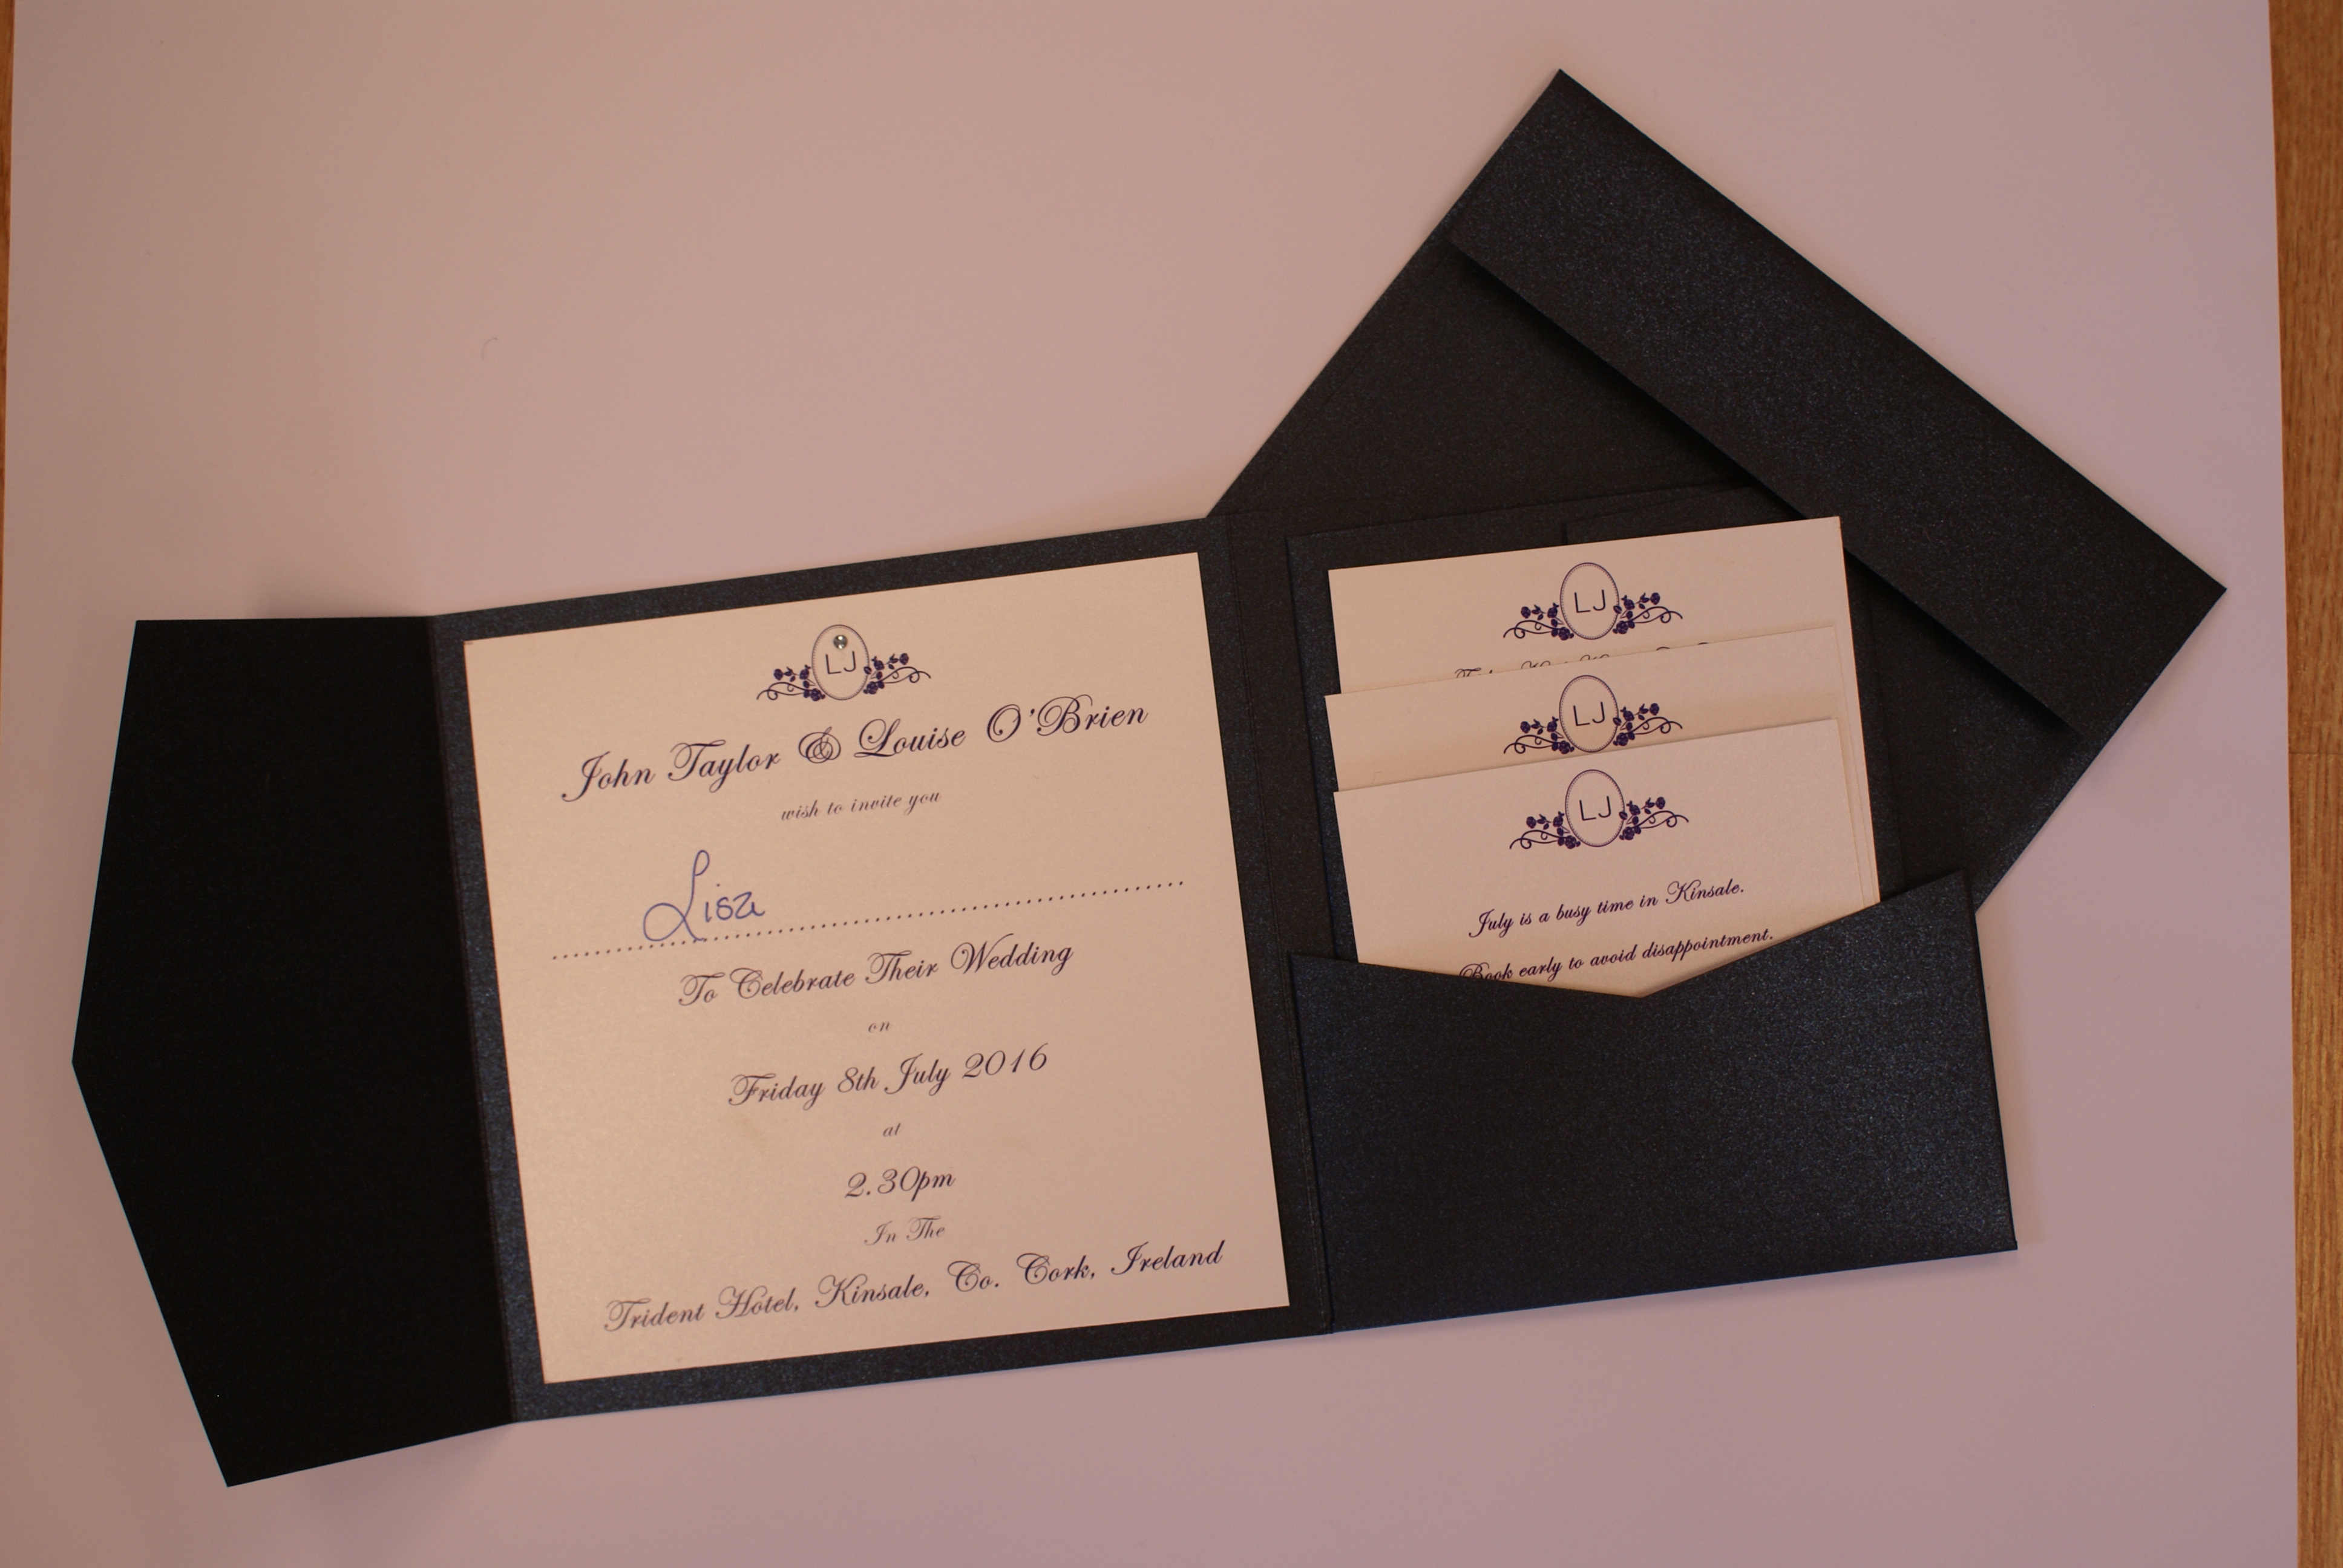 LJ
John Taylor & Louise O'Brien
wish to invite you
Lisa
To Celebrate Their Wedding
on
Friday 8th July 2016
at
2.30pm
In The
Trident Hotel, Kinsale, Co. Cork, Ireland
LJ
LJ
LJ
July is a busy time in Kinsale.
Book early to avoid disappointment.